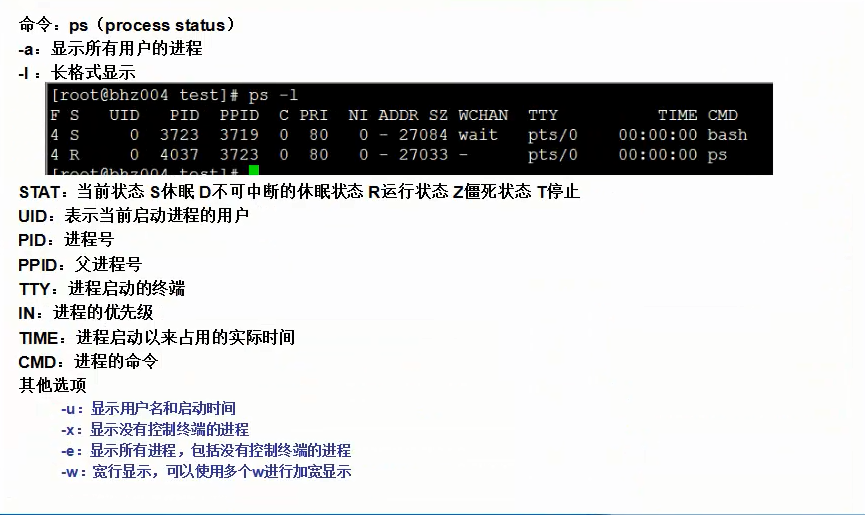 命令：ps（process status）
-a：显示所有用户的进程
-l ：长格式显示
[root@bhz004 test]# ps -l
F S   UID   PID  PPID  C PRI  NI ADDR SZ WCHAN  TTY          TIME CMD
4 S     0  3723  3719  0  80   0 - 27084 wait   pts/0    00:00:00 bash
4 R     0  4037  3723  0  80   0 - 27033 -      pts/0    00:00:00 ps
[root@bhz004 test]#
STAT：当前状态 S休眠 D不可中断的休眠状态 R运行状态 Z僵死状态 T停止
UID：表示当前启动进程的用户
PID：进程号
PPID：父进程号
TTY：进程启动的终端
IN：进程的优先级
TIME：进程启动以来占用的实际时间
CMD：进程的命令
其他选项
-u：显示用户名和启动时间
-x：显示没有控制终端的进程
-e：显示所有进程，包括没有控制终端的进程
-w：宽行显示，可以使用多个w进行加宽显示